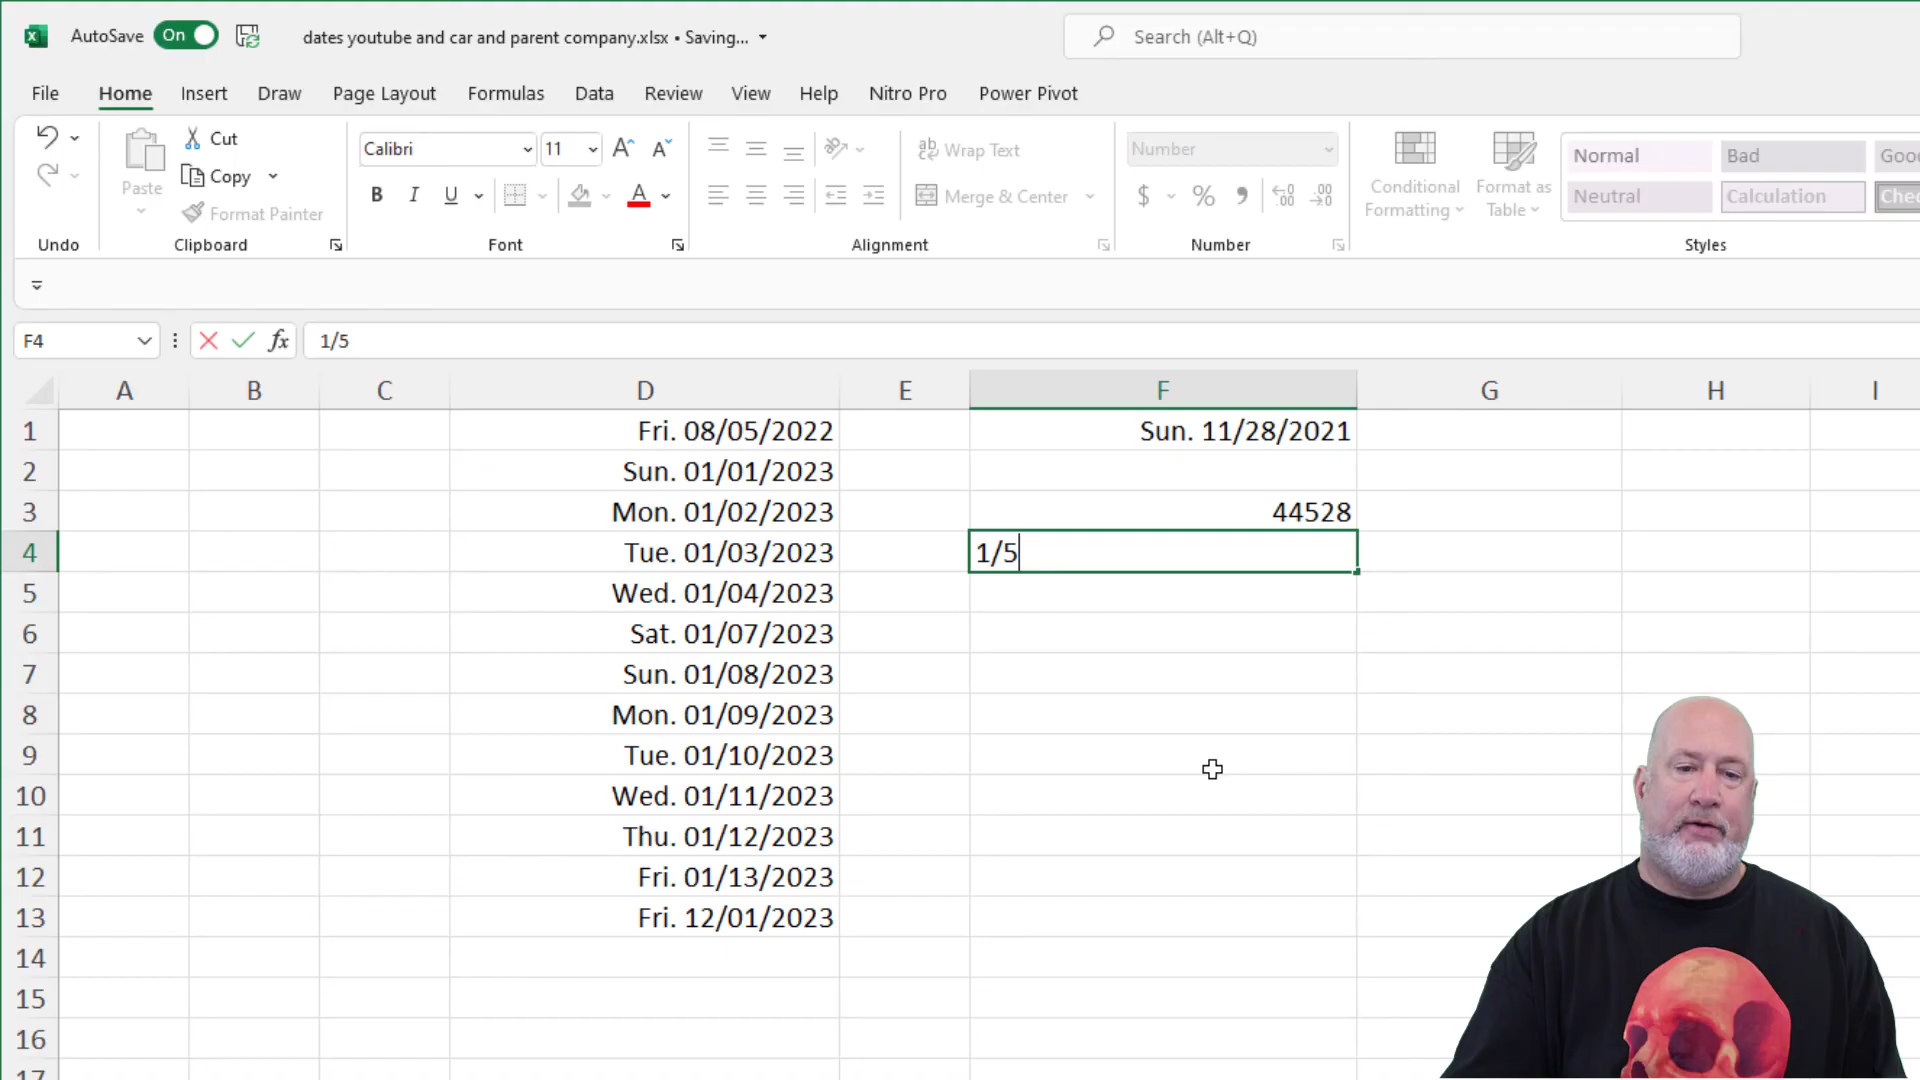 AutoSave On dates youtube and car and parent company.xlsx • Saving... Search (Alt+Q)
File Home Insert Draw Page Layout Formulas Data Review View Help Nitro Pro Power Pivot
Paste Cut Copy Format Painter
Calibri 11
B I U A
Wrap Text
Merge & Center
Number
$ % 9
Conditional Formatting
Format as Table
Normal Bad
Neutral Calculation
Undo Clipboard Font Alignment Number Styles
F4 fx 1/5
A B C D E F G H I
1 Fri. 08/05/2022 Sun. 11/28/2021
2 Sun. 01/01/2023
3 Mon. 01/02/2023 44528
4 Tue. 01/03/2023 1/5
5 Wed. 01/04/2023
6 Sat. 01/07/2023
7 Sun. 01/08/2023
8 Mon. 01/09/2023
9 Tue. 01/10/2023
10 Wed. 01/11/2023
11 Thu. 01/12/2023
12 Fri. 01/13/2023
13 Fri. 12/01/2023
14
15
16
17